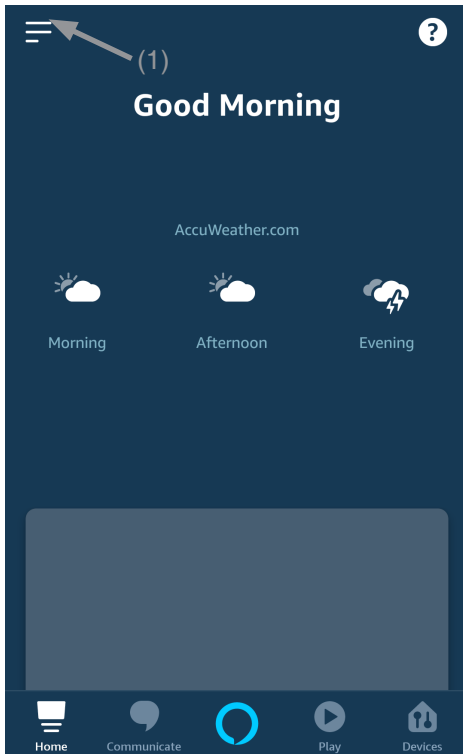 ?
(1)
Good Morning
AccuWeather.com
Morning Afternoon Evening
Home Communicate Play Devices